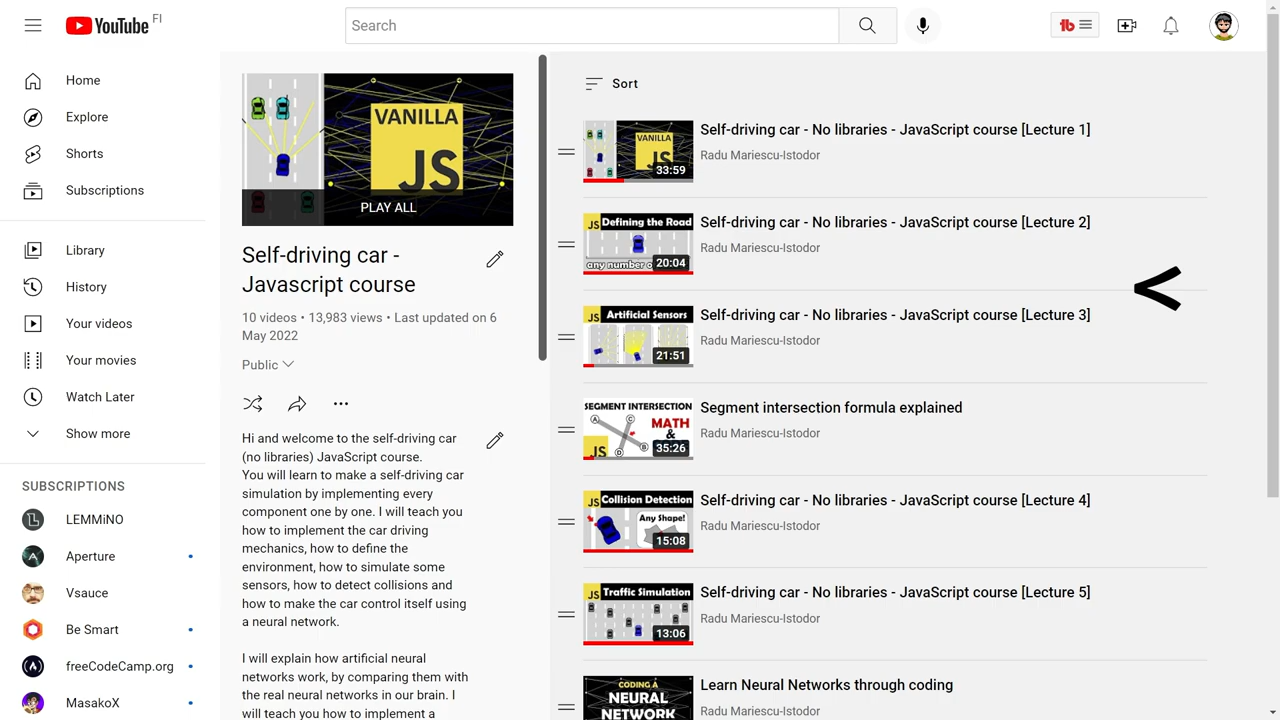 YouTube FI
Search
Home
Explore
Shorts
Subscriptions
Library
History
Your videos
Your movies
Watch Later
Show more
SUBSCRIPTIONS
LEMMiNO
Aperture
Vsauce
Be Smart
freeCodeCamp.org
MasakoX
VANILLA
JS
PLAY ALL
Self-driving car -
Javascript course
10 videos • 13,983 views • Last updated on 6
May 2022
Public
Hi and welcome to the self-driving car
(no libraries) JavaScript course.
You will learn to make a self-driving car
simulation by implementing every
component one by one. I will teach you
how to implement the car driving
mechanics, how to define the
environment, how to simulate some
sensors, how to detect collisions and
how to make the car control itself using
a neural network.
I will explain how artificial neural
networks work, by comparing them with
the real neural networks in our brain. I
will teach you how to implement a
Sort
VANILLA
JS
33:59
Self-driving car - No libraries - JavaScript course [Lecture 1]
Radu Mariescu-Istodor
JS Defining the Road
any number
20:04
Self-driving car - No libraries - JavaScript course [Lecture 2]
Radu Mariescu-Istodor
JS Artificial Sensors
21:51
Self-driving car - No libraries - JavaScript course [Lecture 3]
Radu Mariescu-Istodor
<
SEGMENT INTERSECTION
A C
MATH
&
B
D
JS
35:26
Segment intersection formula explained
Radu Mariescu-Istodor
JS Collision Detection
Any Shape!
15:08
Self-driving car - No libraries - JavaScript course [Lecture 4]
Radu Mariescu-Istodor
JS Traffic Simulation
13:06
Self-driving car - No libraries - JavaScript course [Lecture 5]
Radu Mariescu-Istodor
CODING A
NEURAL
NETWORK
Learn Neural Networks through coding
Radu Mariescu-Istodor